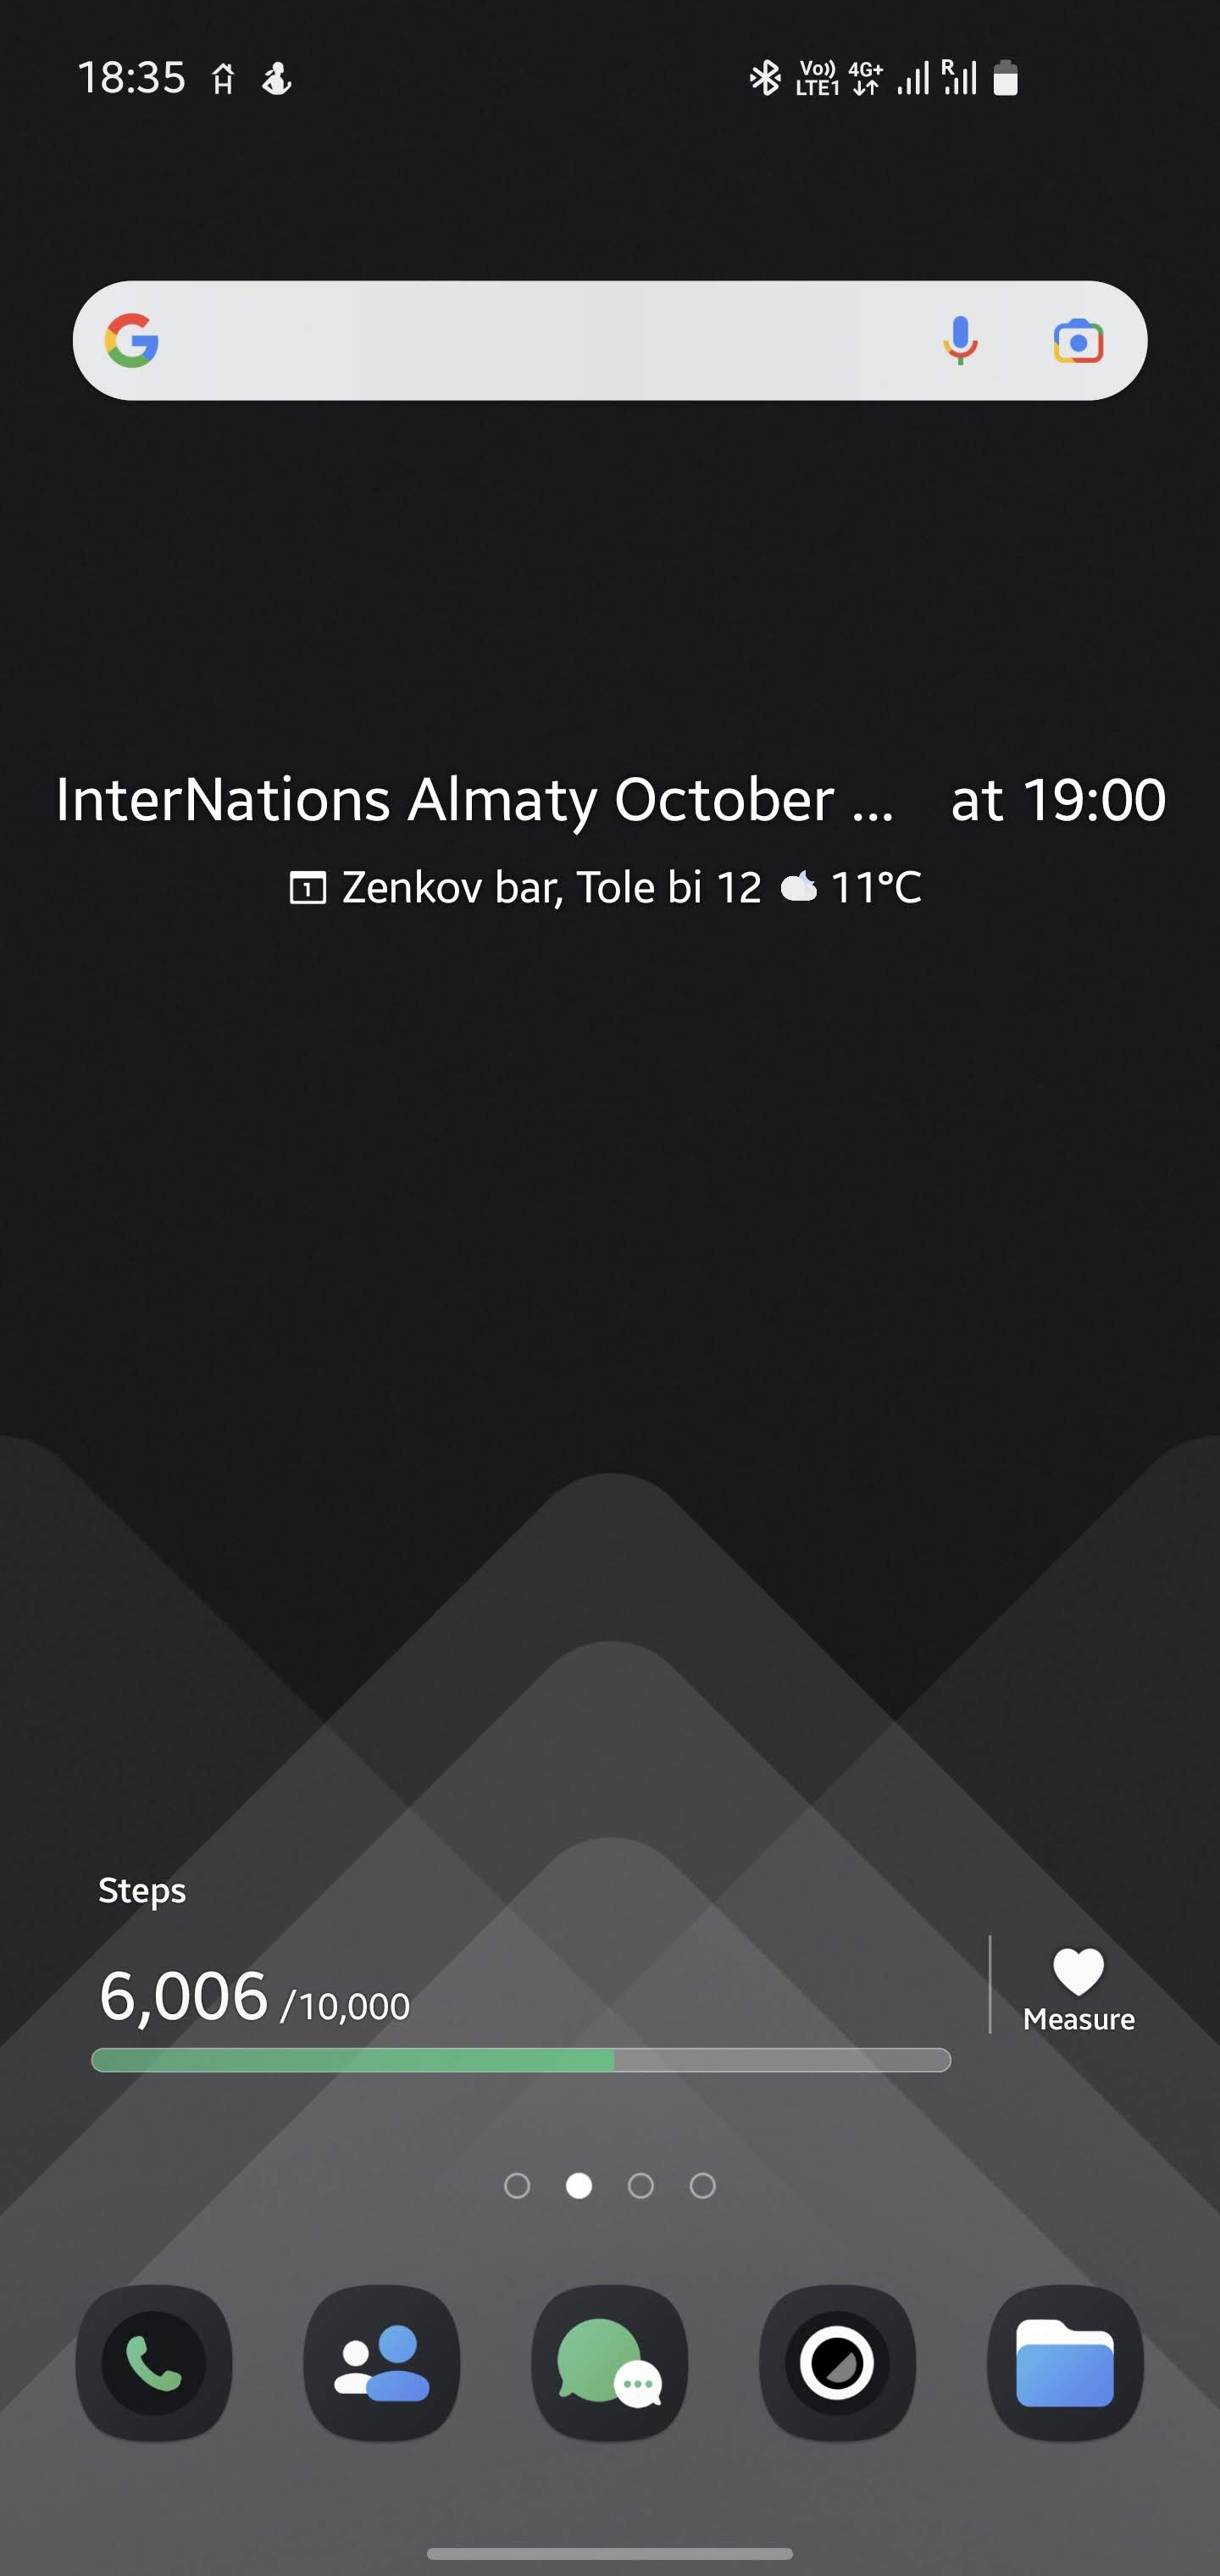 18:35 Vo)) LTE1 4G+ R
InterNations Almaty October ... at 19:00
1 Zenkov bar, Tole bi 12 11°C
Steps
6,006 /10,000
Measure